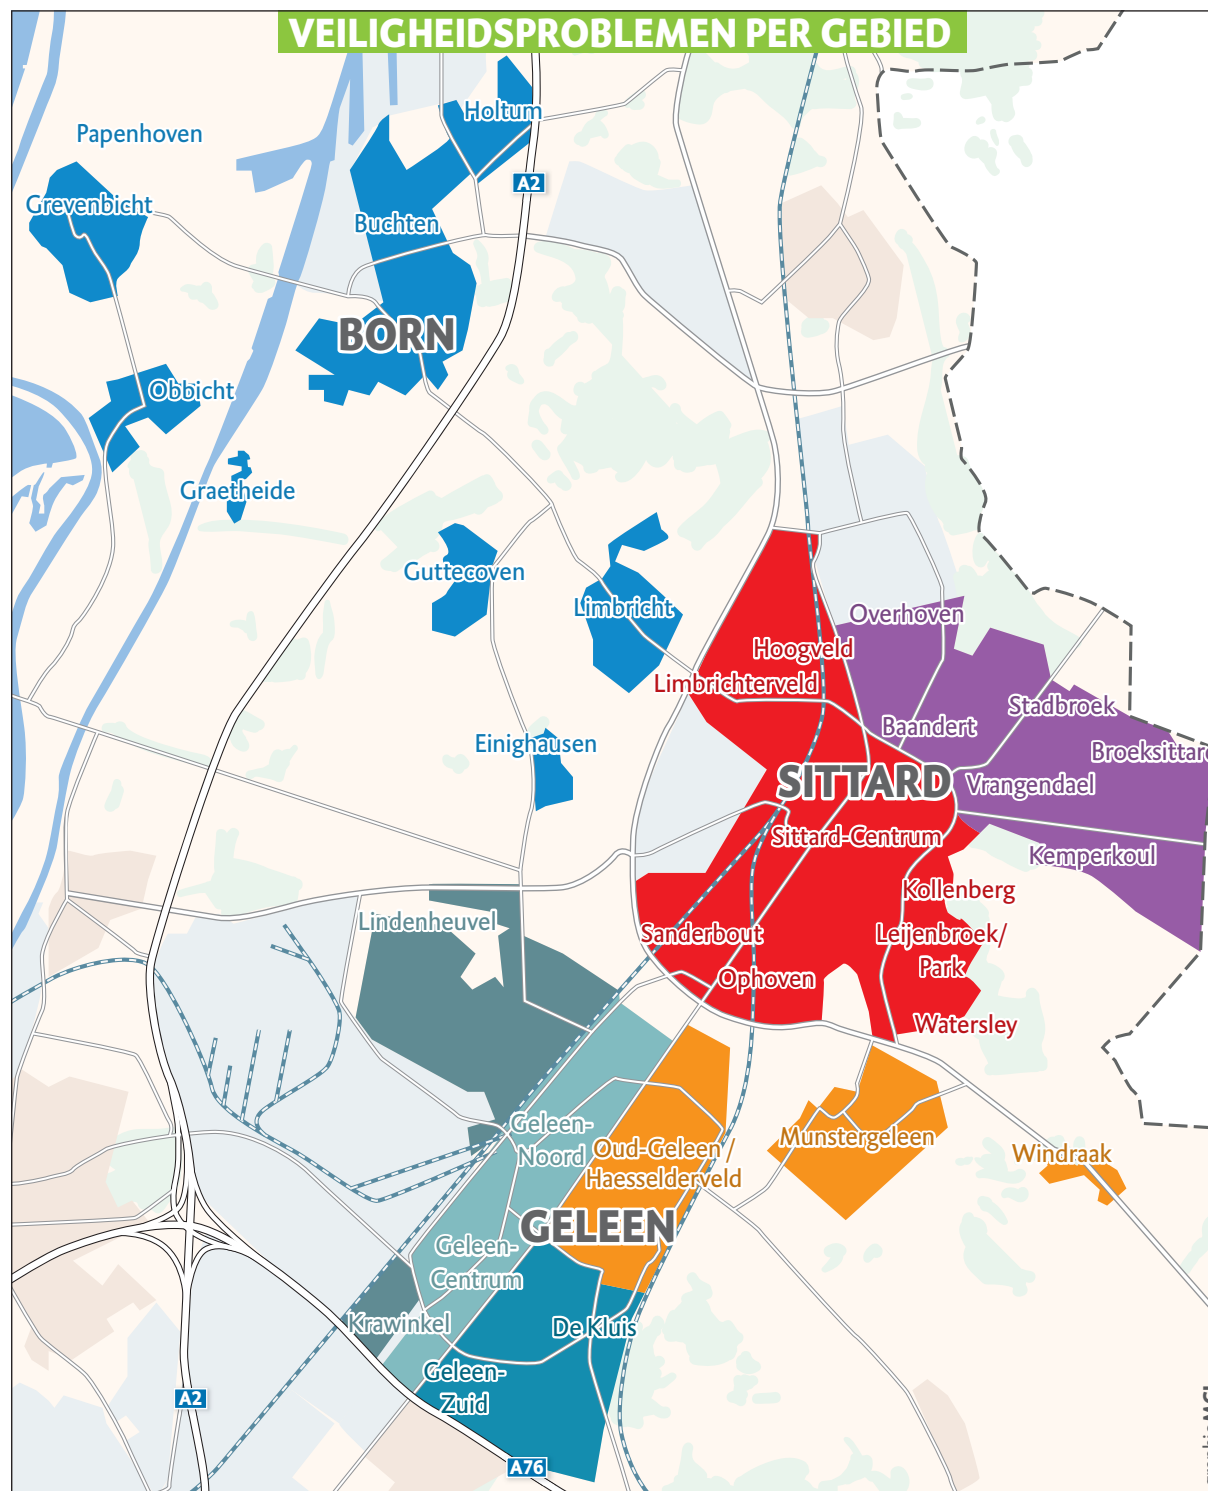 VEILIGHEIDSPROBLEMEN PER GEBIED
Holtum
Papenhoven
A2
Grevenbicht
Buchten
BORN
Obbicht
Graetheide
Guttecoven
Limbricht
Overhoven
Hoogveld
Limbrichterveld
Stadbroek
Baandert
Einighausen
Broeksittard
SITTARD
Vrangendael
Sittard-Centrum
Kemperkoul
Kollenberg
Lindenheuvel
Sanderbout
Leijenbroek/
Park
Ophoven
Watersley
Geleen-
Noord
Oud-Geleen/
Haesselderveld
Munstergeleen
Windraak
GELEEN
Geleen-
Centrum
Krawinkel
De Kluis
Geleen-
Zuid
A2
A76